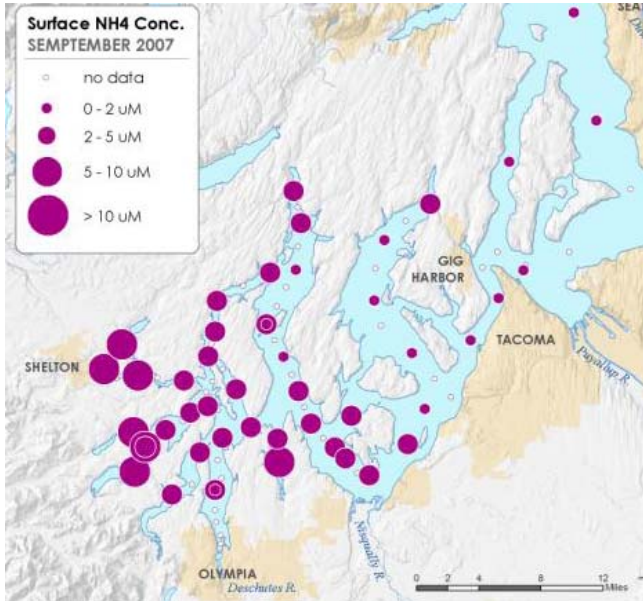 Surface NH4 Conc.
SEMPTEMBER 2007
no data
0 - 2 uM
2 - 5 uM
5 - 10 uM
> 10 uM
GIG
HARBOR
TACOMA
SHELTON
Puyallup R.
Nisqually R.
OLYMPIA
Deschutes R.
0 2 4 8 12
Miles